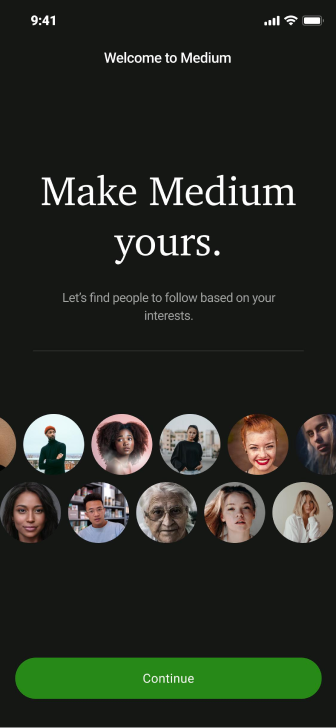 9:41
Welcome to Medium
Make Medium
yours.
Let's find people to follow based on your
interests.
Continue